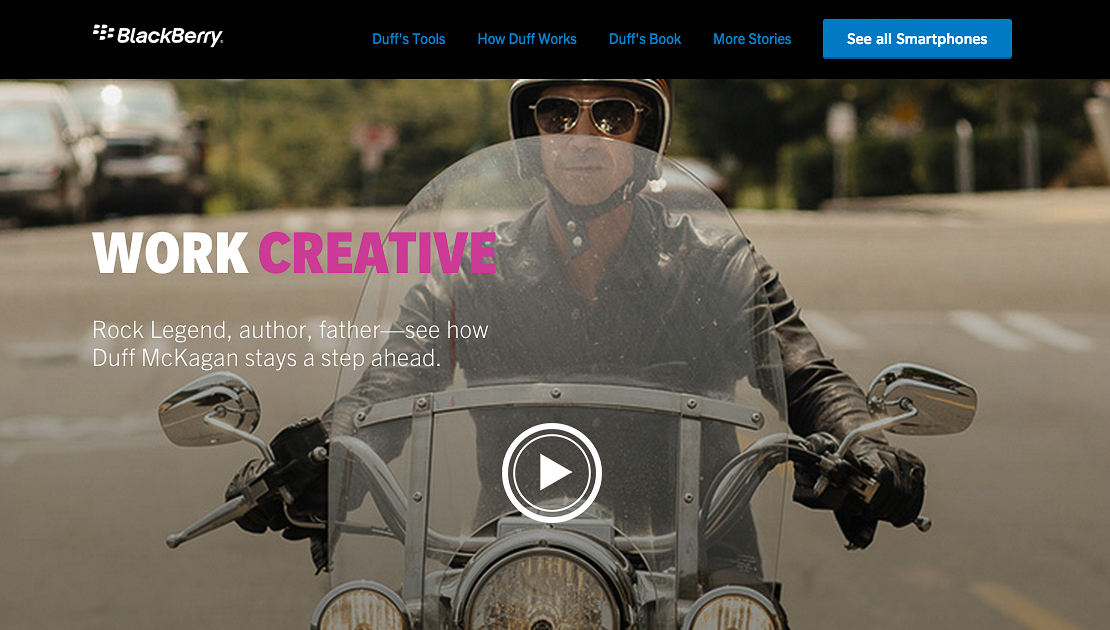 BlackBerry
Duff's Tools
How Duff Works
Duff's Book
More Stories
See all Smartphones
WORK CREATIVE
Rock Legend, author, father—see how
Duff McKagan stays a step ahead.